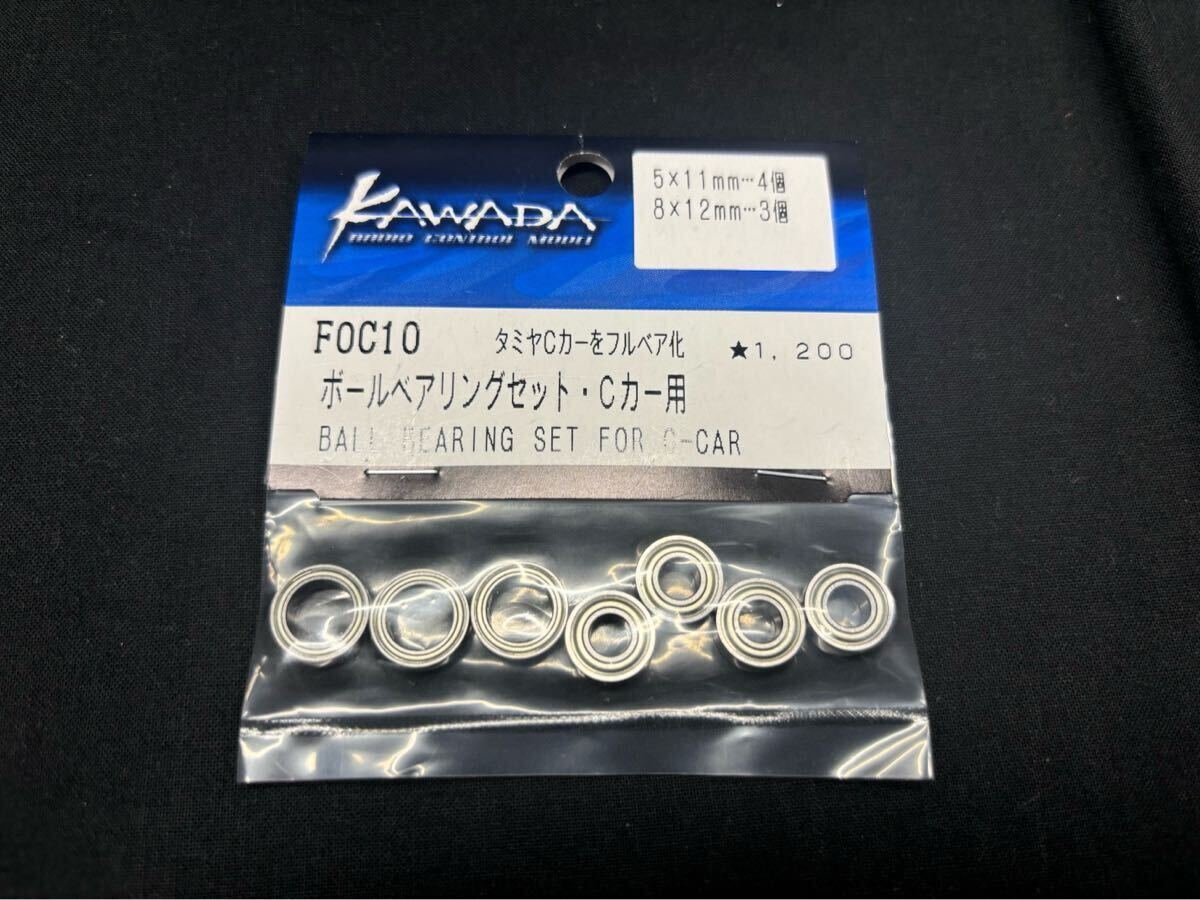 KAWADA
RADIO CONTROL MODEL
5×11mm…4個
8×12mm…3個
FOC10 タミヤCカーをフルベア化 ★1,200
ボールベアリングセット・Cカー用
BALL BEARING SET FOR C-CAR